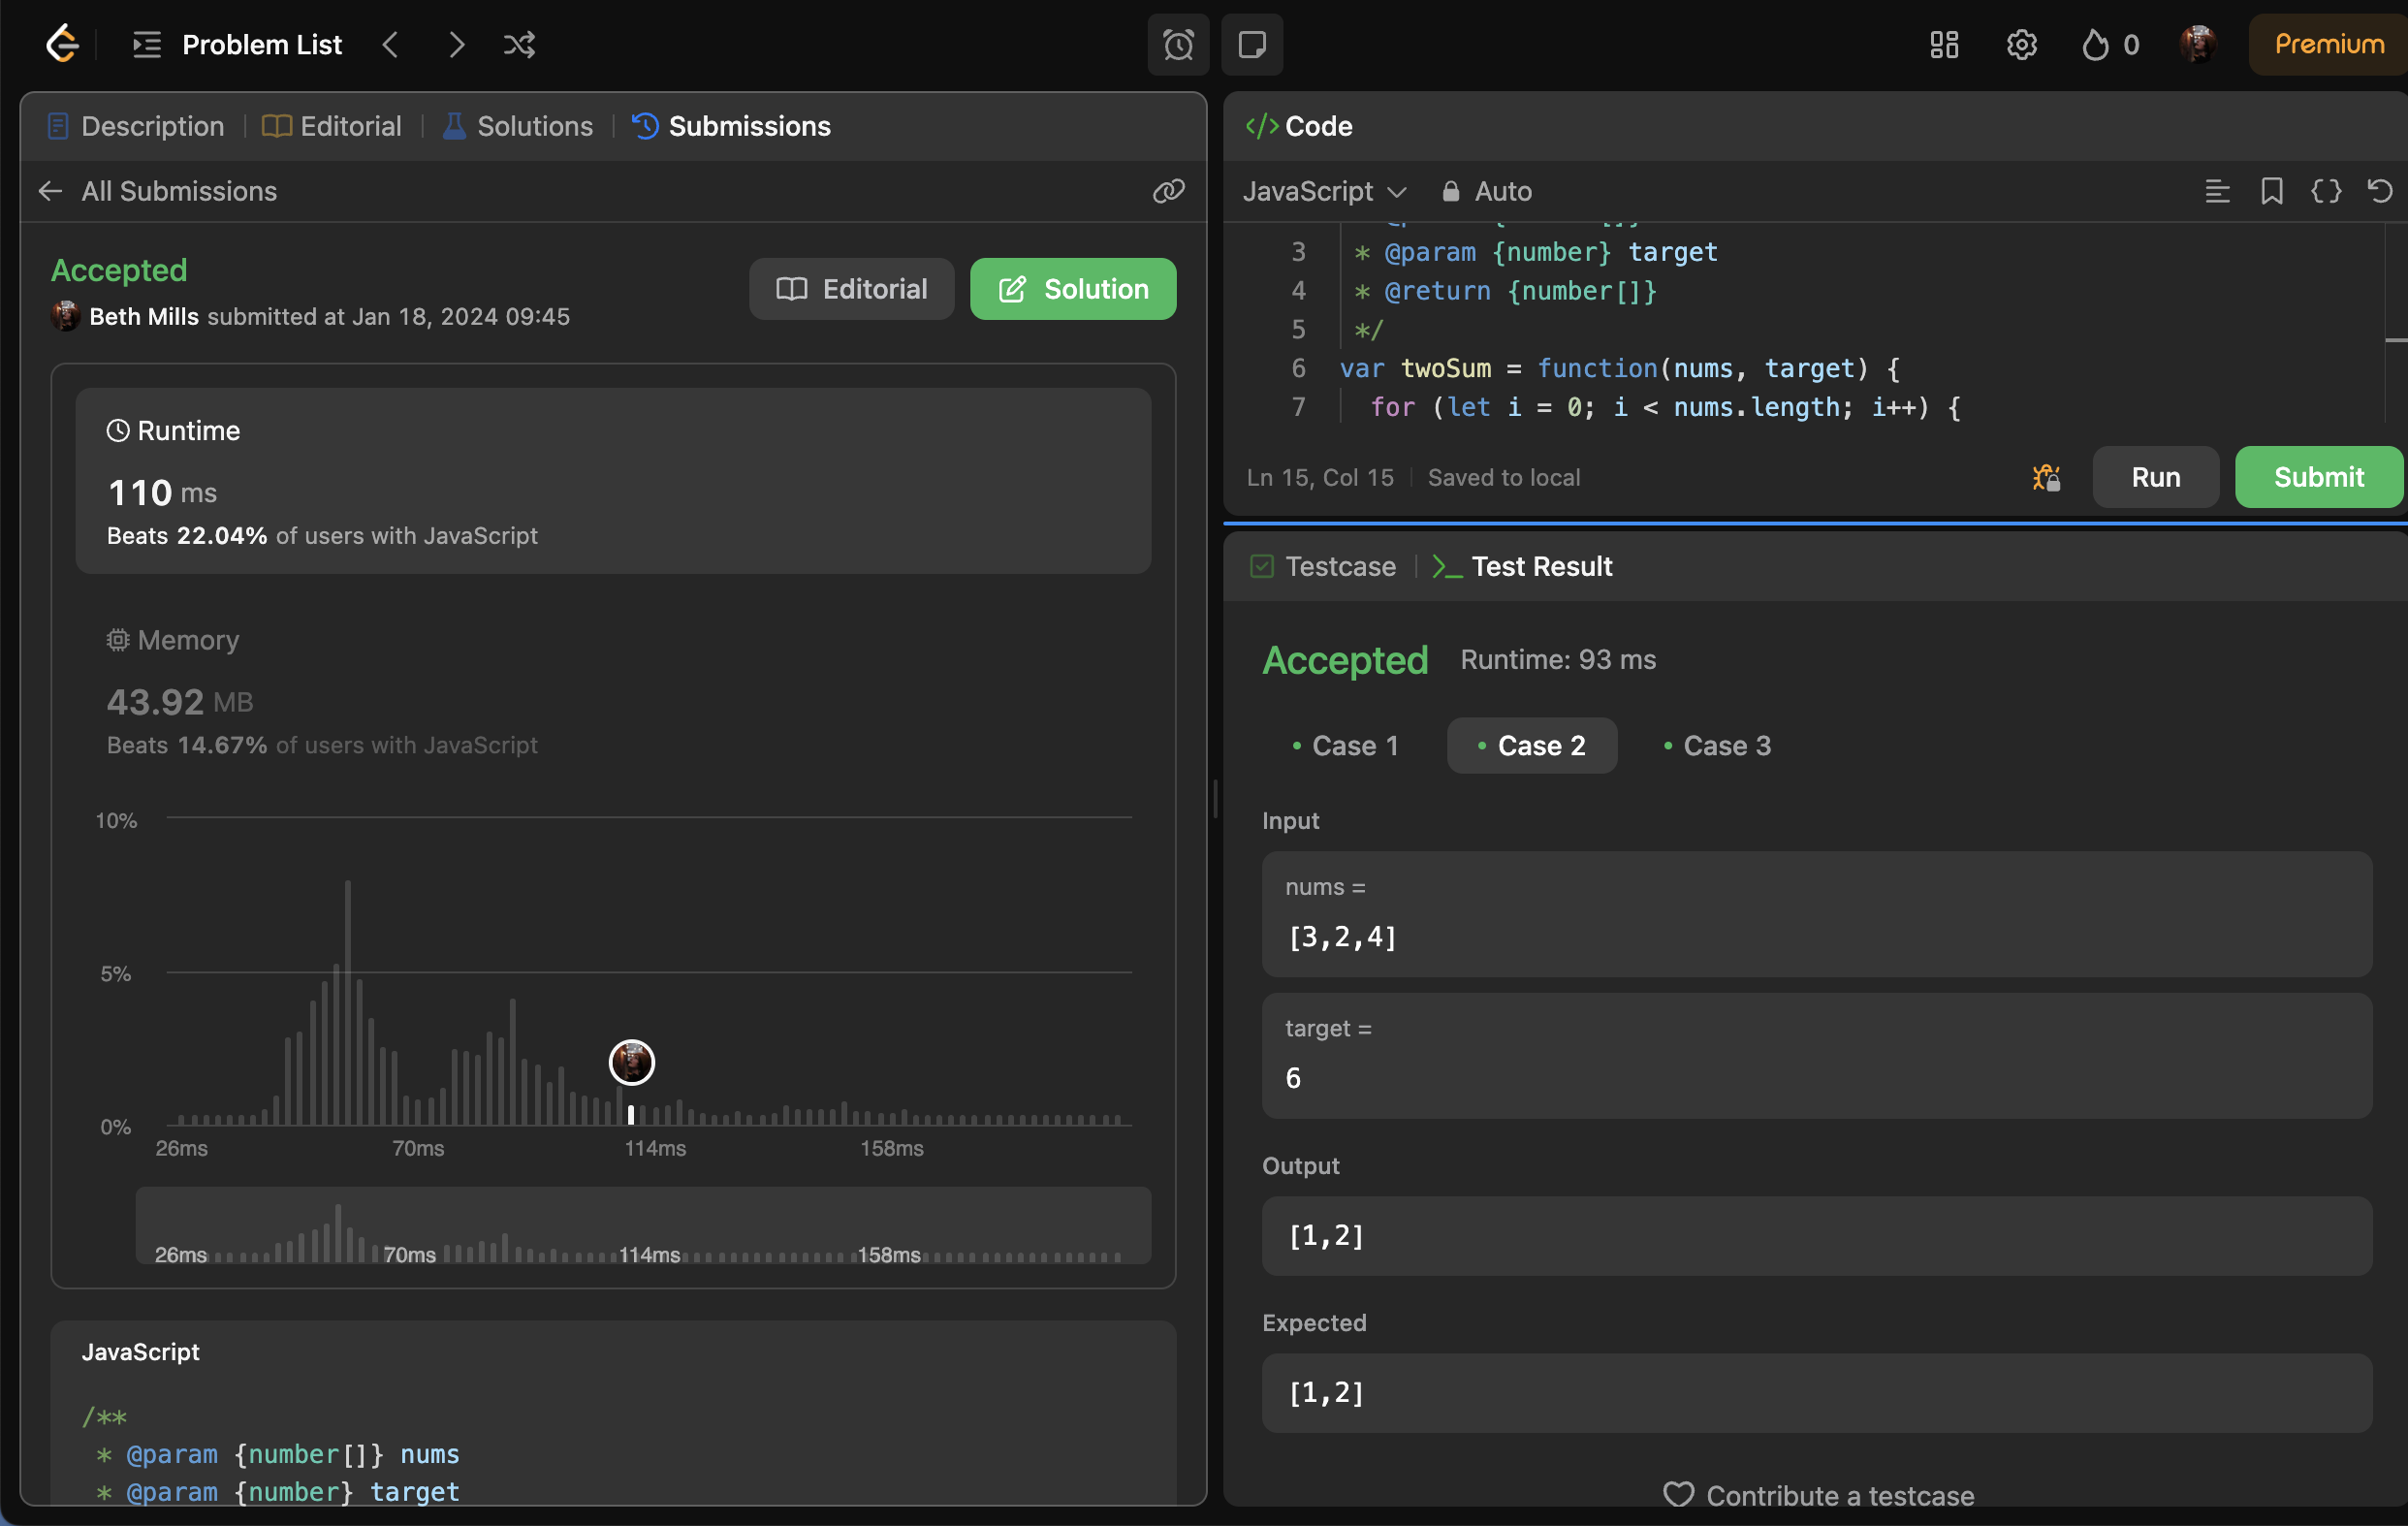 Problem List
0
Premium
Description
Editorial
Solutions
Submissions
All Submissions
Accepted
Beth Mills submitted at Jan 18, 2024 09:45
Editorial
Solution
Runtime
110 ms
Beats 22.04% of users with JavaScript
Memory
43.92 MB
Beats 14.67% of users with JavaScript
10%
5%
0%
26ms 70ms 114ms 158ms
26ms 70ms 114ms 158ms
JavaScript
/**
* @param {number[]} nums
* @param {number} target
</> Code
JavaScript
Auto
3 * @param {number} target
4 * @return {number[]}
5 */
6 var twoSum = function(nums, target) {
7 for (let i = 0; i < nums.length; i++) {
Ln 15, Col 15
Saved to local
Run
Submit
Testcase
>_ Test Result
Accepted
Runtime: 93 ms
• Case 1
• Case 2
• Case 3
Input
nums =
[3,2,4]
target =
6
Output
[1,2]
Expected
[1,2]
Contribute a testcase